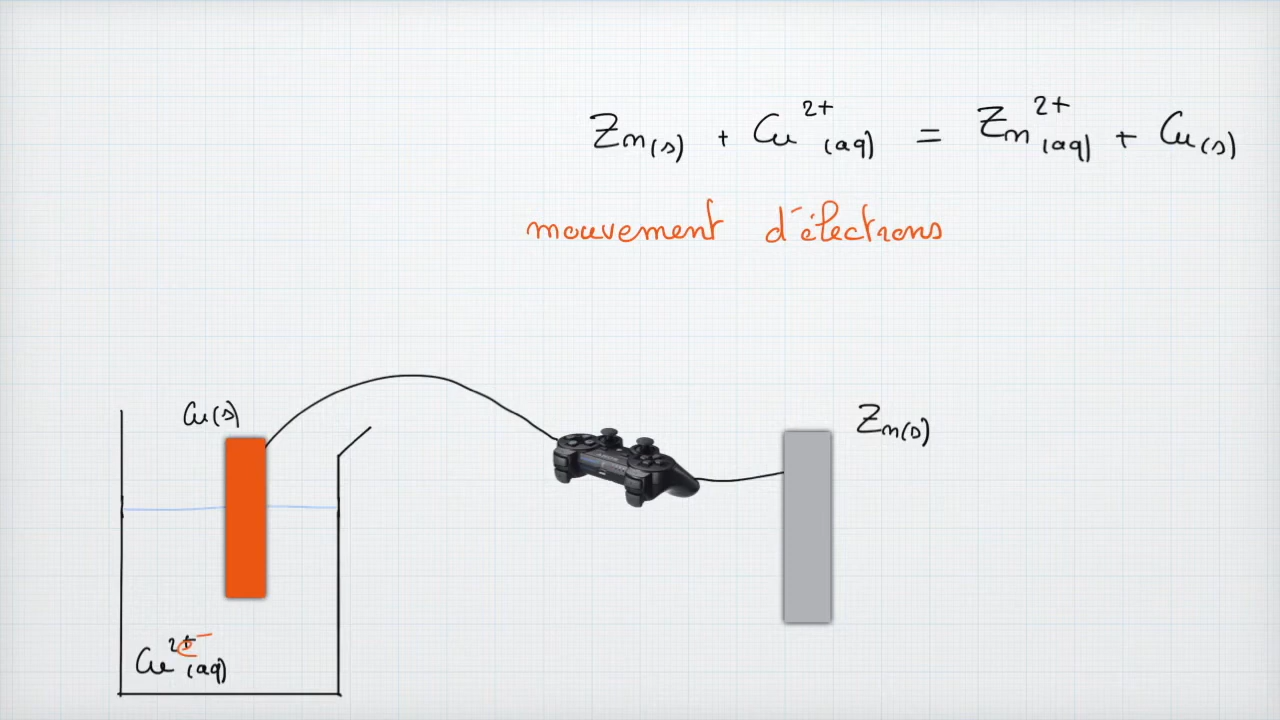 Zn(s) + Cu²⁺(aq) = Zn²⁺(aq) + Cu(s)
mouvement d'électrons
Cu(s)
Zn(s)
Cu²⁺(aq)
e⁻